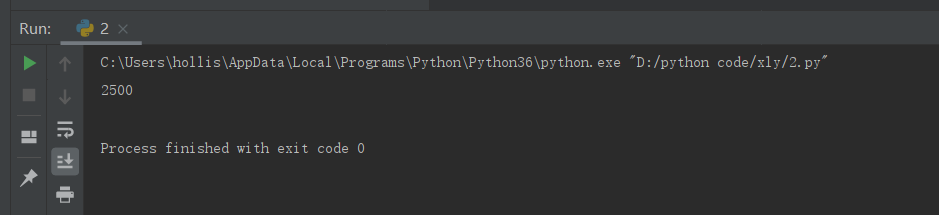 Run: 2
C:\Users\hollis\AppData\Local\Programs\Python\Python36\python.exe "D:/python code/xly/2.py"
2500
Process finished with exit code 0